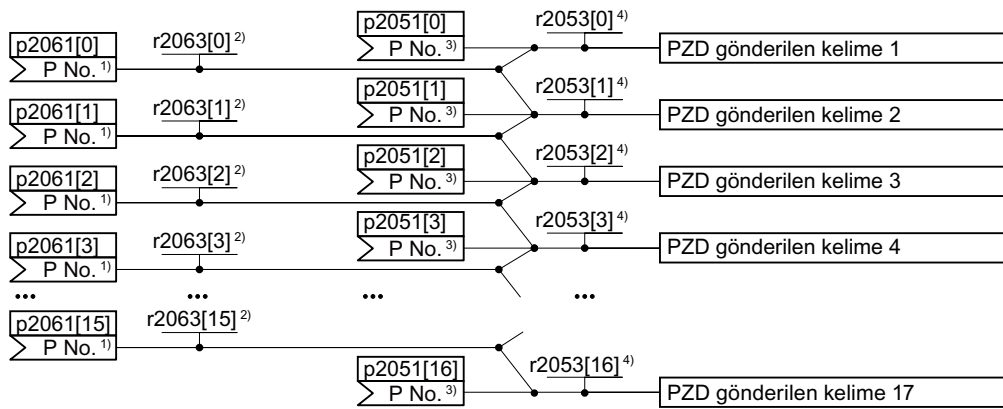 p2051[0] r2053[0]⁴⁾
p2061[0] r2063[0]²⁾ P No. ³⁾ PZD gönderilen kelime 1
P No. ¹⁾
p2051[1] r2053[1]⁴⁾
p2061[1] r2063[1]²⁾ P No. ³⁾ PZD gönderilen kelime 2
P No. ¹⁾
p2051[2] r2053[2]⁴⁾
p2061[2] r2063[2]²⁾ P No. ³⁾ PZD gönderilen kelime 3
P No. ¹⁾
p2051[3] r2053[3]⁴⁾
p2061[3] r2063[3]²⁾ P No. ³⁾ PZD gönderilen kelime 4
P No. ¹⁾
... ... ... ...
p2061[15] r2063[15]²⁾
P No. ¹⁾
p2051[16] r2053[16]⁴⁾
P No. ³⁾ PZD gönderilen kelime 17